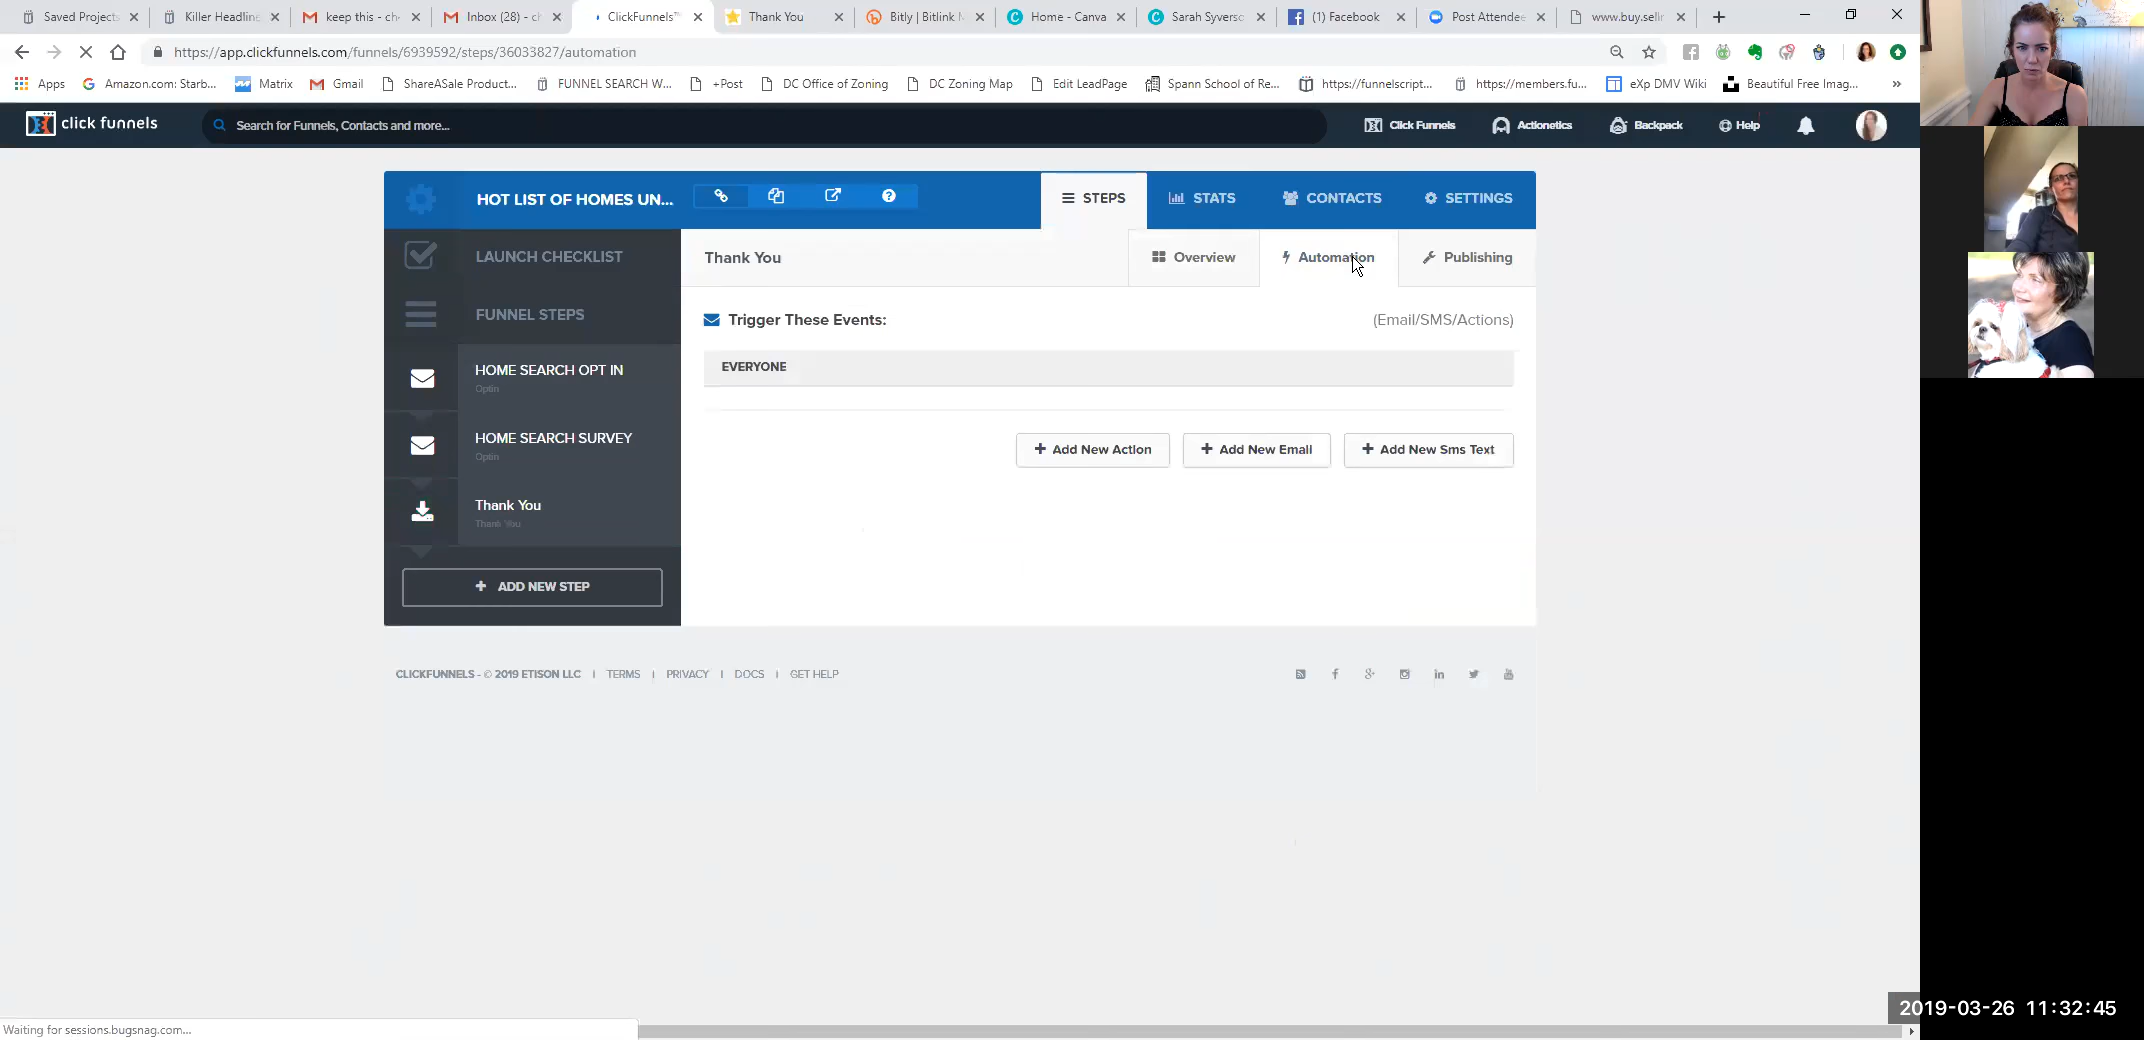 Saved Projects
Killer Headline
keep this - ch
Inbox (28) - ch
ClickFunnels™
Thank You
Bitly | Bitlink M
Home - Canva
Sarah Syverso
(1) Facebook
Post Attendee
www.buy.sellin
https://app.clickfunnels.com/funnels/6939592/steps/36033827/automation
Apps
Amazon.com: Starb...
Matrix
Gmail
ShareASale Product...
FUNNEL SEARCH W...
+Post
DC Office of Zoning
DC Zoning Map
Edit LeadPage
Spann School of Re...
https://funnelscript...
https://members.fu...
eXp DMV Wiki
Beautiful Free Imag...
»
click funnels
Search for Funnels, Contacts and more...
Click Funnels
Actionetics
Backpack
Help
HOT LIST OF HOMES UN...
STEPS
STATS
CONTACTS
SETTINGS
LAUNCH CHECKLIST
Thank You
Overview
Automation
Publishing
FUNNEL STEPS
Trigger These Events:
(Email/SMS/Actions)
EVERYONE
HOME SEARCH OPT IN
Optin
+ Add New Action
+ Add New Email
+ Add New Sms Text
HOME SEARCH SURVEY
Optin
Thank You
Thank You
+ ADD NEW STEP
CLICKFUNNELS - © 2019 ETISON LLC | TERMS | PRIVACY | DOCS | GET HELP
2019-03-26 11:32:45
Waiting for sessions.bugsnag.com...